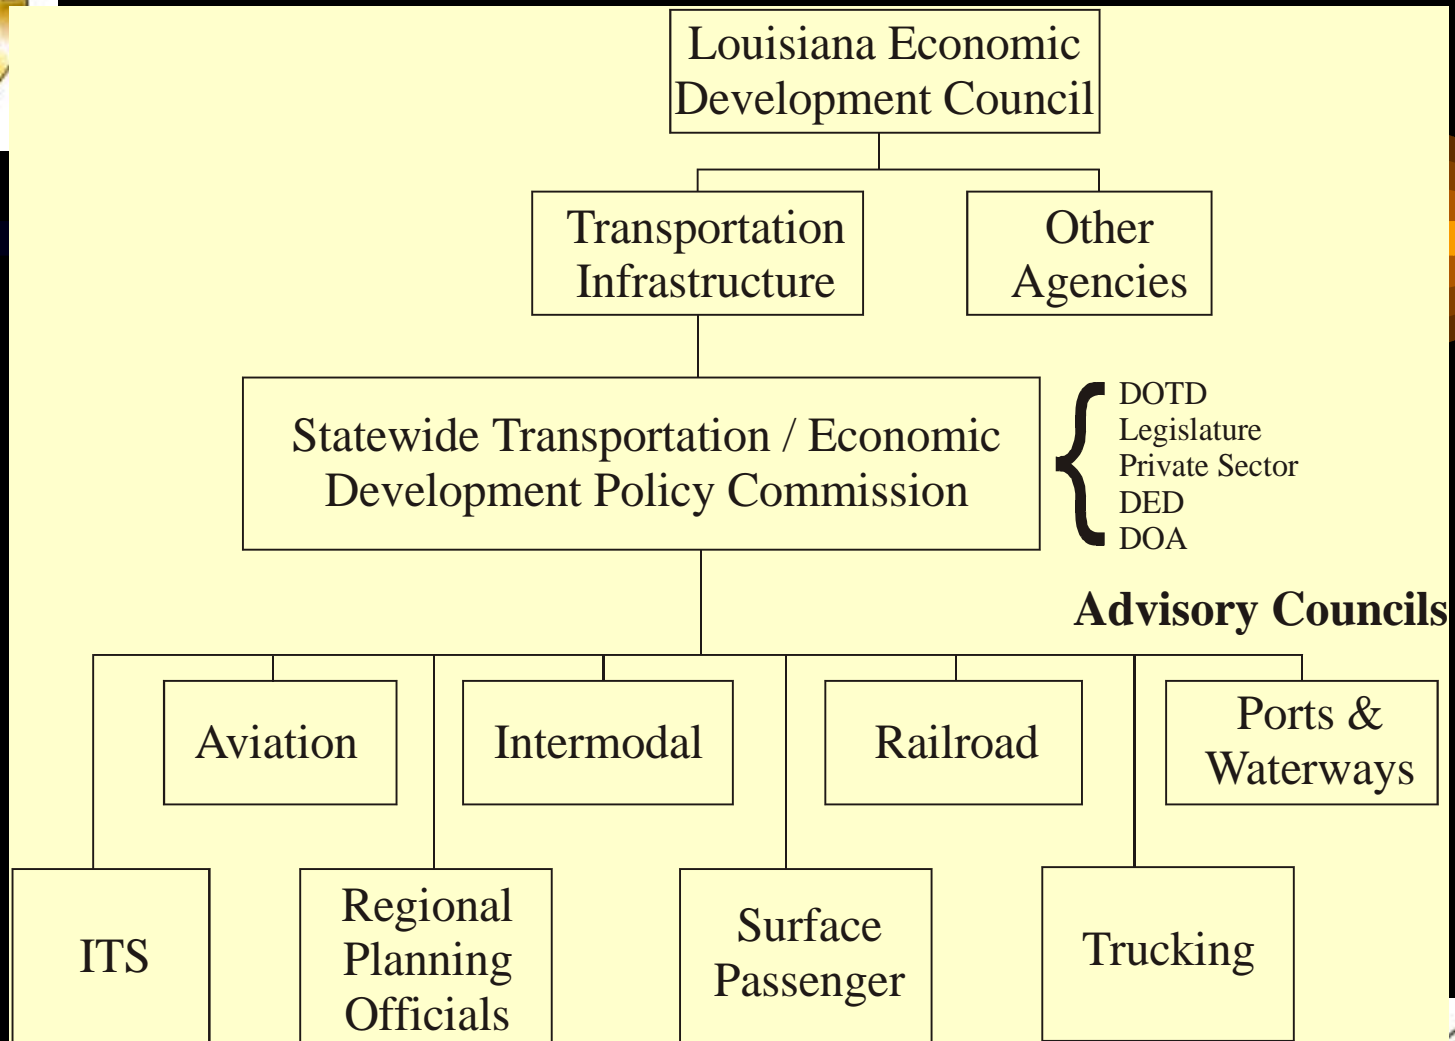 Louisiana Economic
Development Council
Transportation
Infrastructure
Other
Agencies
Statewide Transportation / Economic
Development Policy Commission
DOTD
Legislature
Private Sector
DED
DOA
Advisory Councils
Aviation
Intermodal
Railroad
Ports &
Waterways
ITS
Regional
Planning
Officials
Surface
Passenger
Trucking